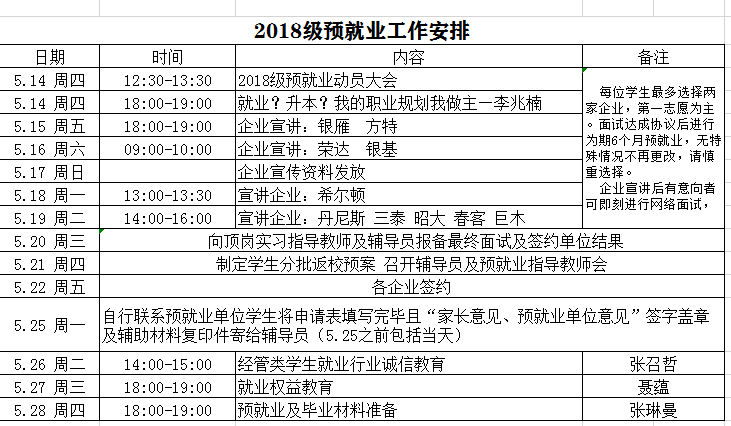 2018级预就业工作安排
日期 时间 内容 备注
5.14 周四 12:30-13:30 2018级预就业动员大会
5.14 周四 18:00-19:00 就业？升本？我的职业规划我做主—李兆楠
5.15 周五 18:00-19:00 企业宣讲：银雁 方特
5.16 周六 09:00-10:00 企业宣讲：荣达 银基
5.17 周日 企业宣传资料发放
5.18 周一 13:00-13:30 宣讲企业：希尔顿
5.19 周二 14:00-16:00 宣讲企业：丹尼斯 三泰 昭大 春客 巨木
每位学生最多选择两
家企业，第一志愿为主
。面试达成协议后进行
为期6个月预就业，无特
殊情况不再更改，请慎
重选择。
企业宣讲后有意向者
可即刻进行网络面试，
5.20 周三 向顶岗实习指导教师及辅导员报备最终面试及签约单位结果
5.21 周四 制定学生分批返校预案 召开辅导员及预就业指导教师会
5.22 周五 各企业签约
5.25 周一 自行联系预就业单位学生将申请表填写完毕且“家长意见、预就业单位意见”签字盖章
及辅助材料复印件寄给辅导员（5.25之前包括当天）
5.26 周二 14:00-15:00 经管类学生就业行业诚信教育 张召哲
5.27 周三 18:00-19:00 就业权益教育 聂蕴
5.28 周四 18:00-19:00 预就业及毕业材料准备 张琳曼